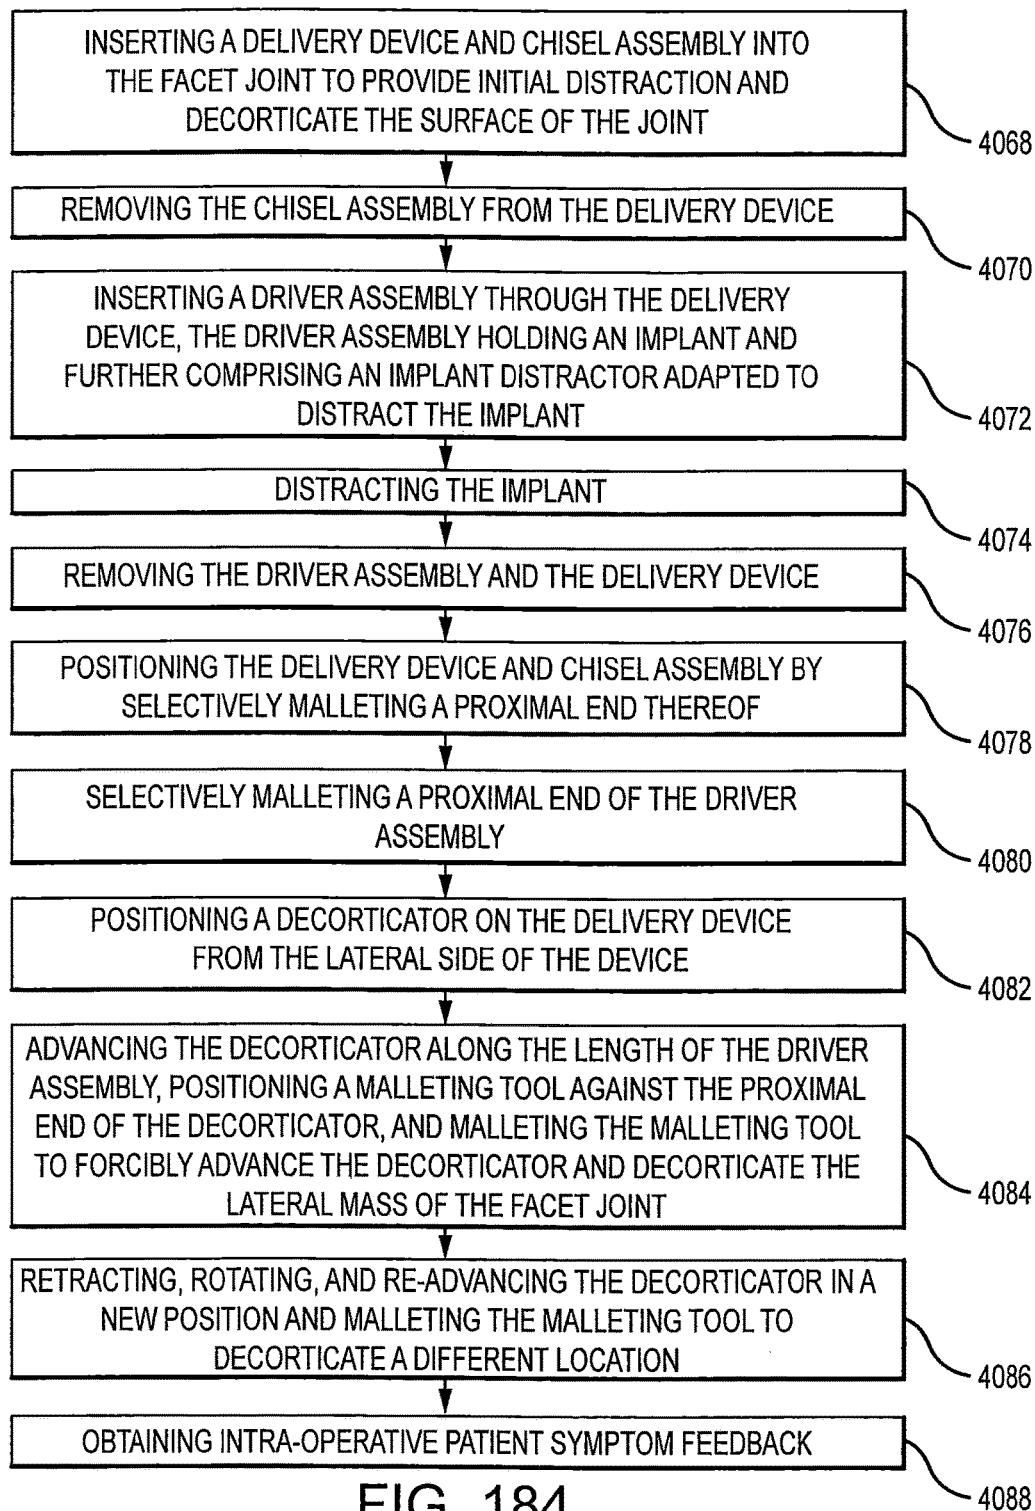 INSERTING A DELIVERY DEVICE AND CHISEL ASSEMBLY INTO
THE FACET JOINT TO PROVIDE INITIAL DISTRACTION AND
DECORTICATE THE SURFACE OF THE JOINT
4068
REMOVING THE CHISEL ASSEMBLY FROM THE DELIVERY DEVICE
4070
INSERTING A DRIVER ASSEMBLY THROUGH THE DELIVERY
DEVICE, THE DRIVER ASSEMBLY HOLDING AN IMPLANT AND
FURTHER COMPRISING AN IMPLANT DISTRACTOR ADAPTED TO
DISTRACT THE IMPLANT
4072
DISTRACTING THE IMPLANT
4074
REMOVING THE DRIVER ASSEMBLY AND THE DELIVERY DEVICE
4076
POSITIONING THE DELIVERY DEVICE AND CHISEL ASSEMBLY BY
SELECTIVELY MALLETING A PROXIMAL END THEREOF
4078
SELECTIVELY MALLETING A PROXIMAL END OF THE DRIVER
ASSEMBLY
4080
POSITIONING A DECORTICATOR ON THE DELIVERY DEVICE
FROM THE LATERAL SIDE OF THE DEVICE
4082
ADVANCING THE DECORTICATOR ALONG THE LENGTH OF THE DRIVER
ASSEMBLY, POSITIONING A MALLETING TOOL AGAINST THE PROXIMAL
END OF THE DECORTICATOR, AND MALLETING THE MALLETING TOOL
TO FORCIBLY ADVANCE THE DECORTICATOR AND DECORTICATE THE
LATERAL MASS OF THE FACET JOINT
4084
RETRACTING, ROTATING, AND RE-ADVANCING THE DECORTICATOR IN A
NEW POSITION AND MALLETING THE MALLETING TOOL TO
DECORTICATE A DIFFERENT LOCATION
4086
OBTAINING INTRA-OPERATIVE PATIENT SYMPTOM FEEDBACK
4088
FIG. 184